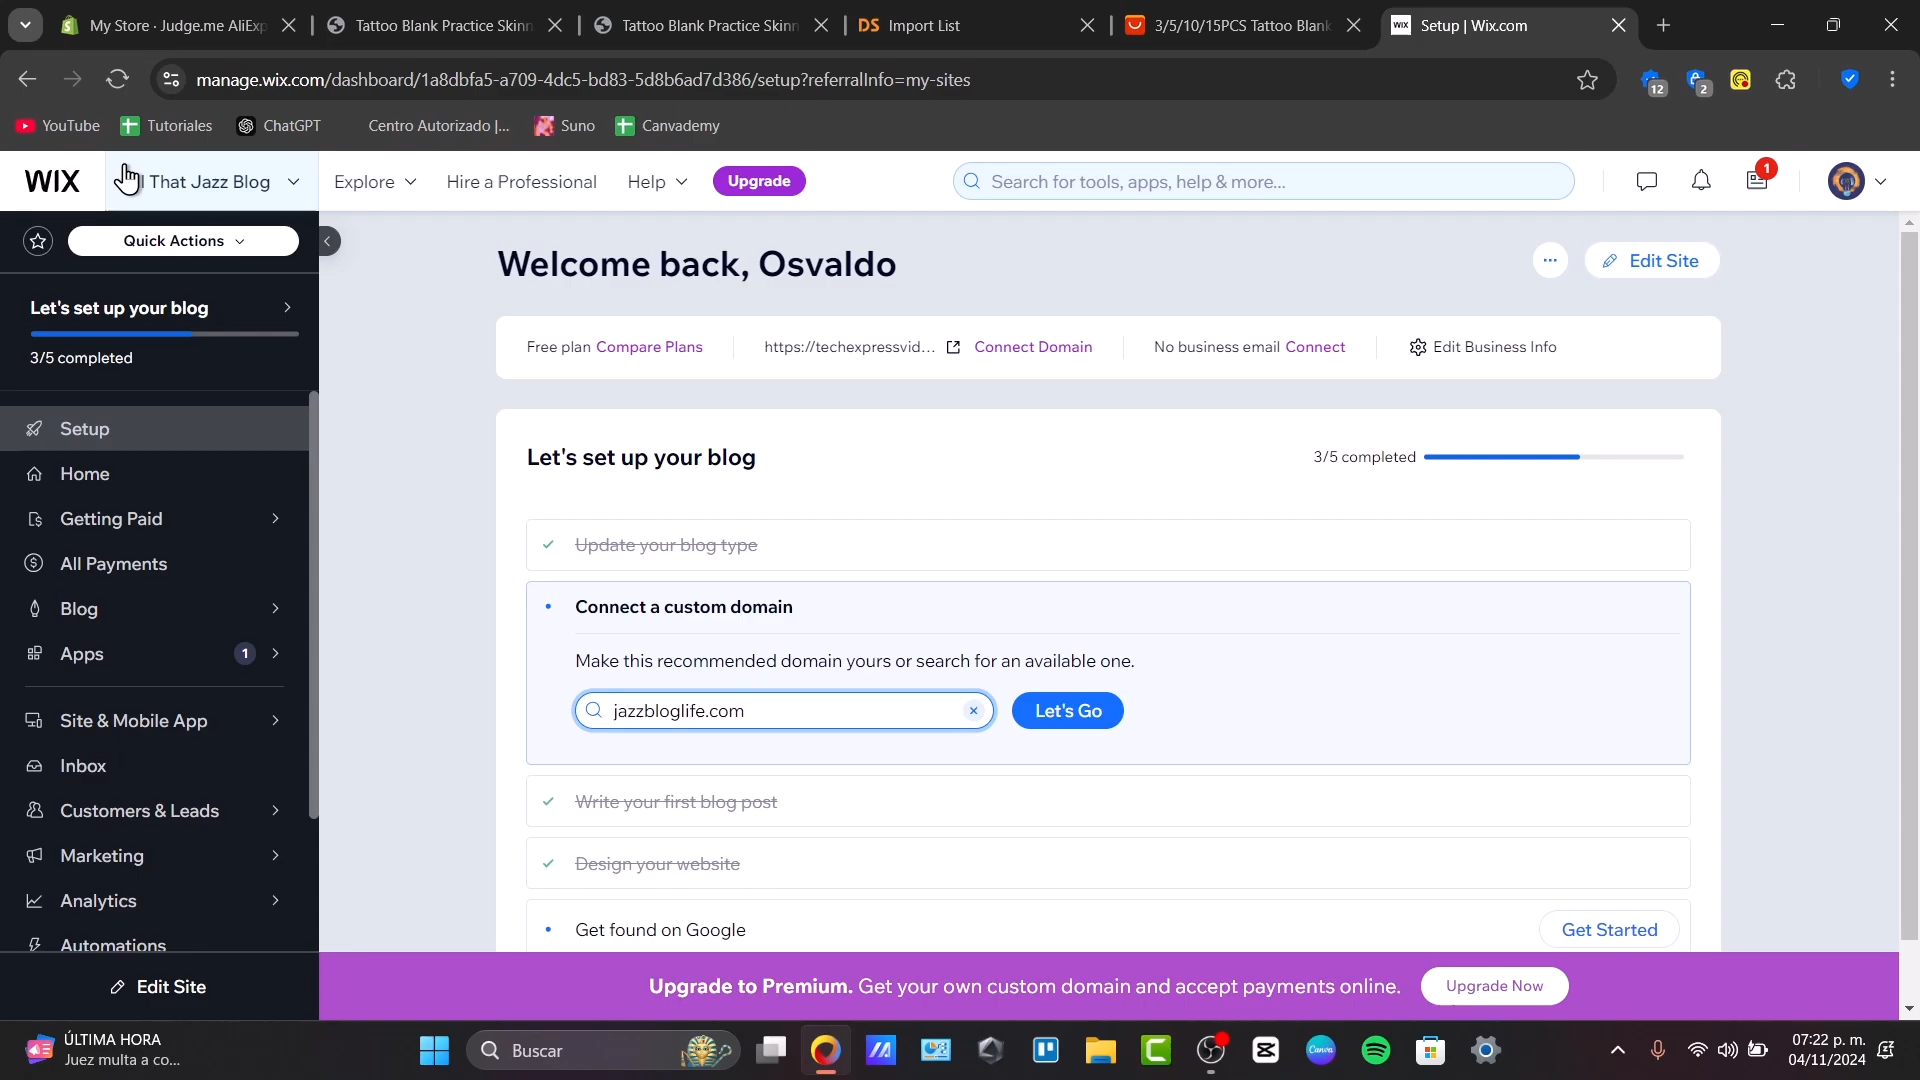 My Store · Judge.me AliExp
Tattoo Blank Practice Skinn
Tattoo Blank Practice Skinn
DS Import List
3/5/10/15PCS Tattoo Blank
WIX Setup | Wix.com
manage.wix.com/dashboard/1a8dbfa5-a709-4dc5-bd83-5d8b6ad7d386/setup?referralInfo=my-sites
12
2
YouTube
Tutoriales
ChatGPT
Centro Autorizado |...
Suno
Canvademy
WIX
That Jazz Blog
Explore
Hire a Professional
Help
Upgrade
Search for tools, apps, help & more...
1
Quick Actions
Let's set up your blog
3/5 completed
Setup
Home
Getting Paid
All Payments
Blog
Apps
1
Site & Mobile App
Inbox
Customers & Leads
Marketing
Analytics
Automations
Edit Site
Welcome back, Osvaldo
... Edit Site
Free plan Compare Plans
https://techexpressvid... Connect Domain
No business email Connect
Edit Business Info
Let's set up your blog
3/5 completed
Update your blog type
Connect a custom domain
Make this recommended domain yours or search for an available one.
jazzbloglife.com
Let's Go
Write your first blog post
Design your website
Get found on Google
Get Started
Upgrade to Premium. Get your own custom domain and accept payments online.
Upgrade Now
ÚLTIMA HORA
Juez multa a co...
Buscar
Canva
07:22 p. m.
04/11/2024